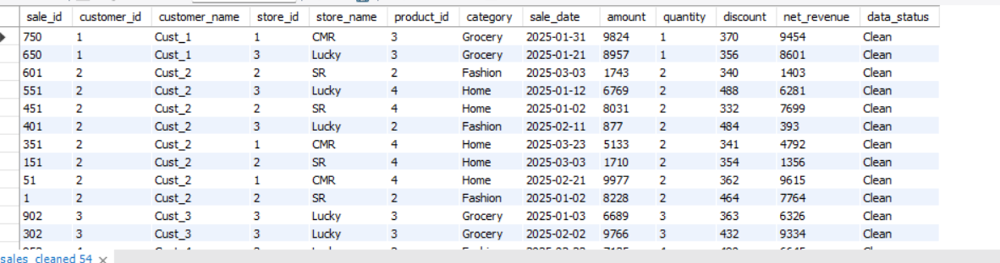 sale_id customer_id customer_name store_id store_name product_id category sale_date amount quantity discount net_revenue data_status
750 1 Cust_1 1 CMR 3 Grocery 2025-01-31 9824 1 370 9454 Clean
650 1 Cust_1 3 Lucky 3 Grocery 2025-01-21 8957 1 356 8601 Clean
601 2 Cust_2 2 SR 2 Fashion 2025-03-03 1743 2 340 1403 Clean
551 2 Cust_2 3 Lucky 4 Home 2025-01-12 6769 2 488 6281 Clean
451 2 Cust_2 2 SR 4 Home 2025-01-02 8031 2 332 7699 Clean
401 2 Cust_2 3 Lucky 2 Fashion 2025-02-11 877 2 484 393 Clean
351 2 Cust_2 1 CMR 4 Home 2025-03-23 5133 2 341 4792 Clean
151 2 Cust_2 2 SR 4 Home 2025-03-03 1710 2 354 1356 Clean
51 2 Cust_2 1 CMR 4 Home 2025-02-21 9977 2 362 9615 Clean
1 2 Cust_2 2 SR 2 Fashion 2025-01-02 8228 2 464 7764 Clean
902 3 Cust_3 3 Lucky 3 Grocery 2025-01-03 6689 3 363 6326 Clean
302 3 Cust_3 3 Lucky 3 Grocery 2025-02-02 9766 3 432 9334 Clean
sales_cleaned 54